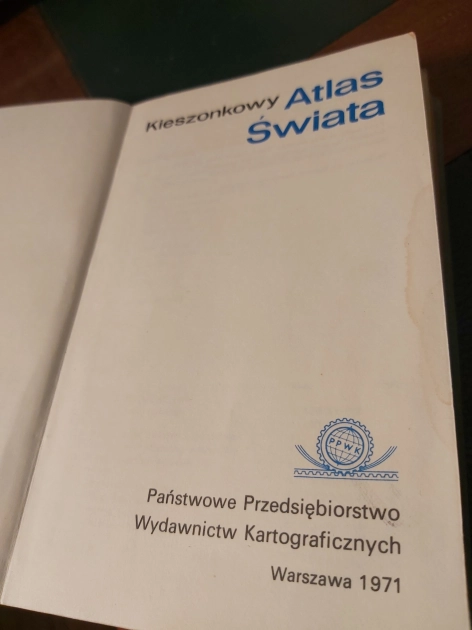 Kieszonkowy Atlas
Świata
PPWK
Państwowe Przedsiębiorstwo
Wydawnictw Kartograficznych
Warszawa 1971